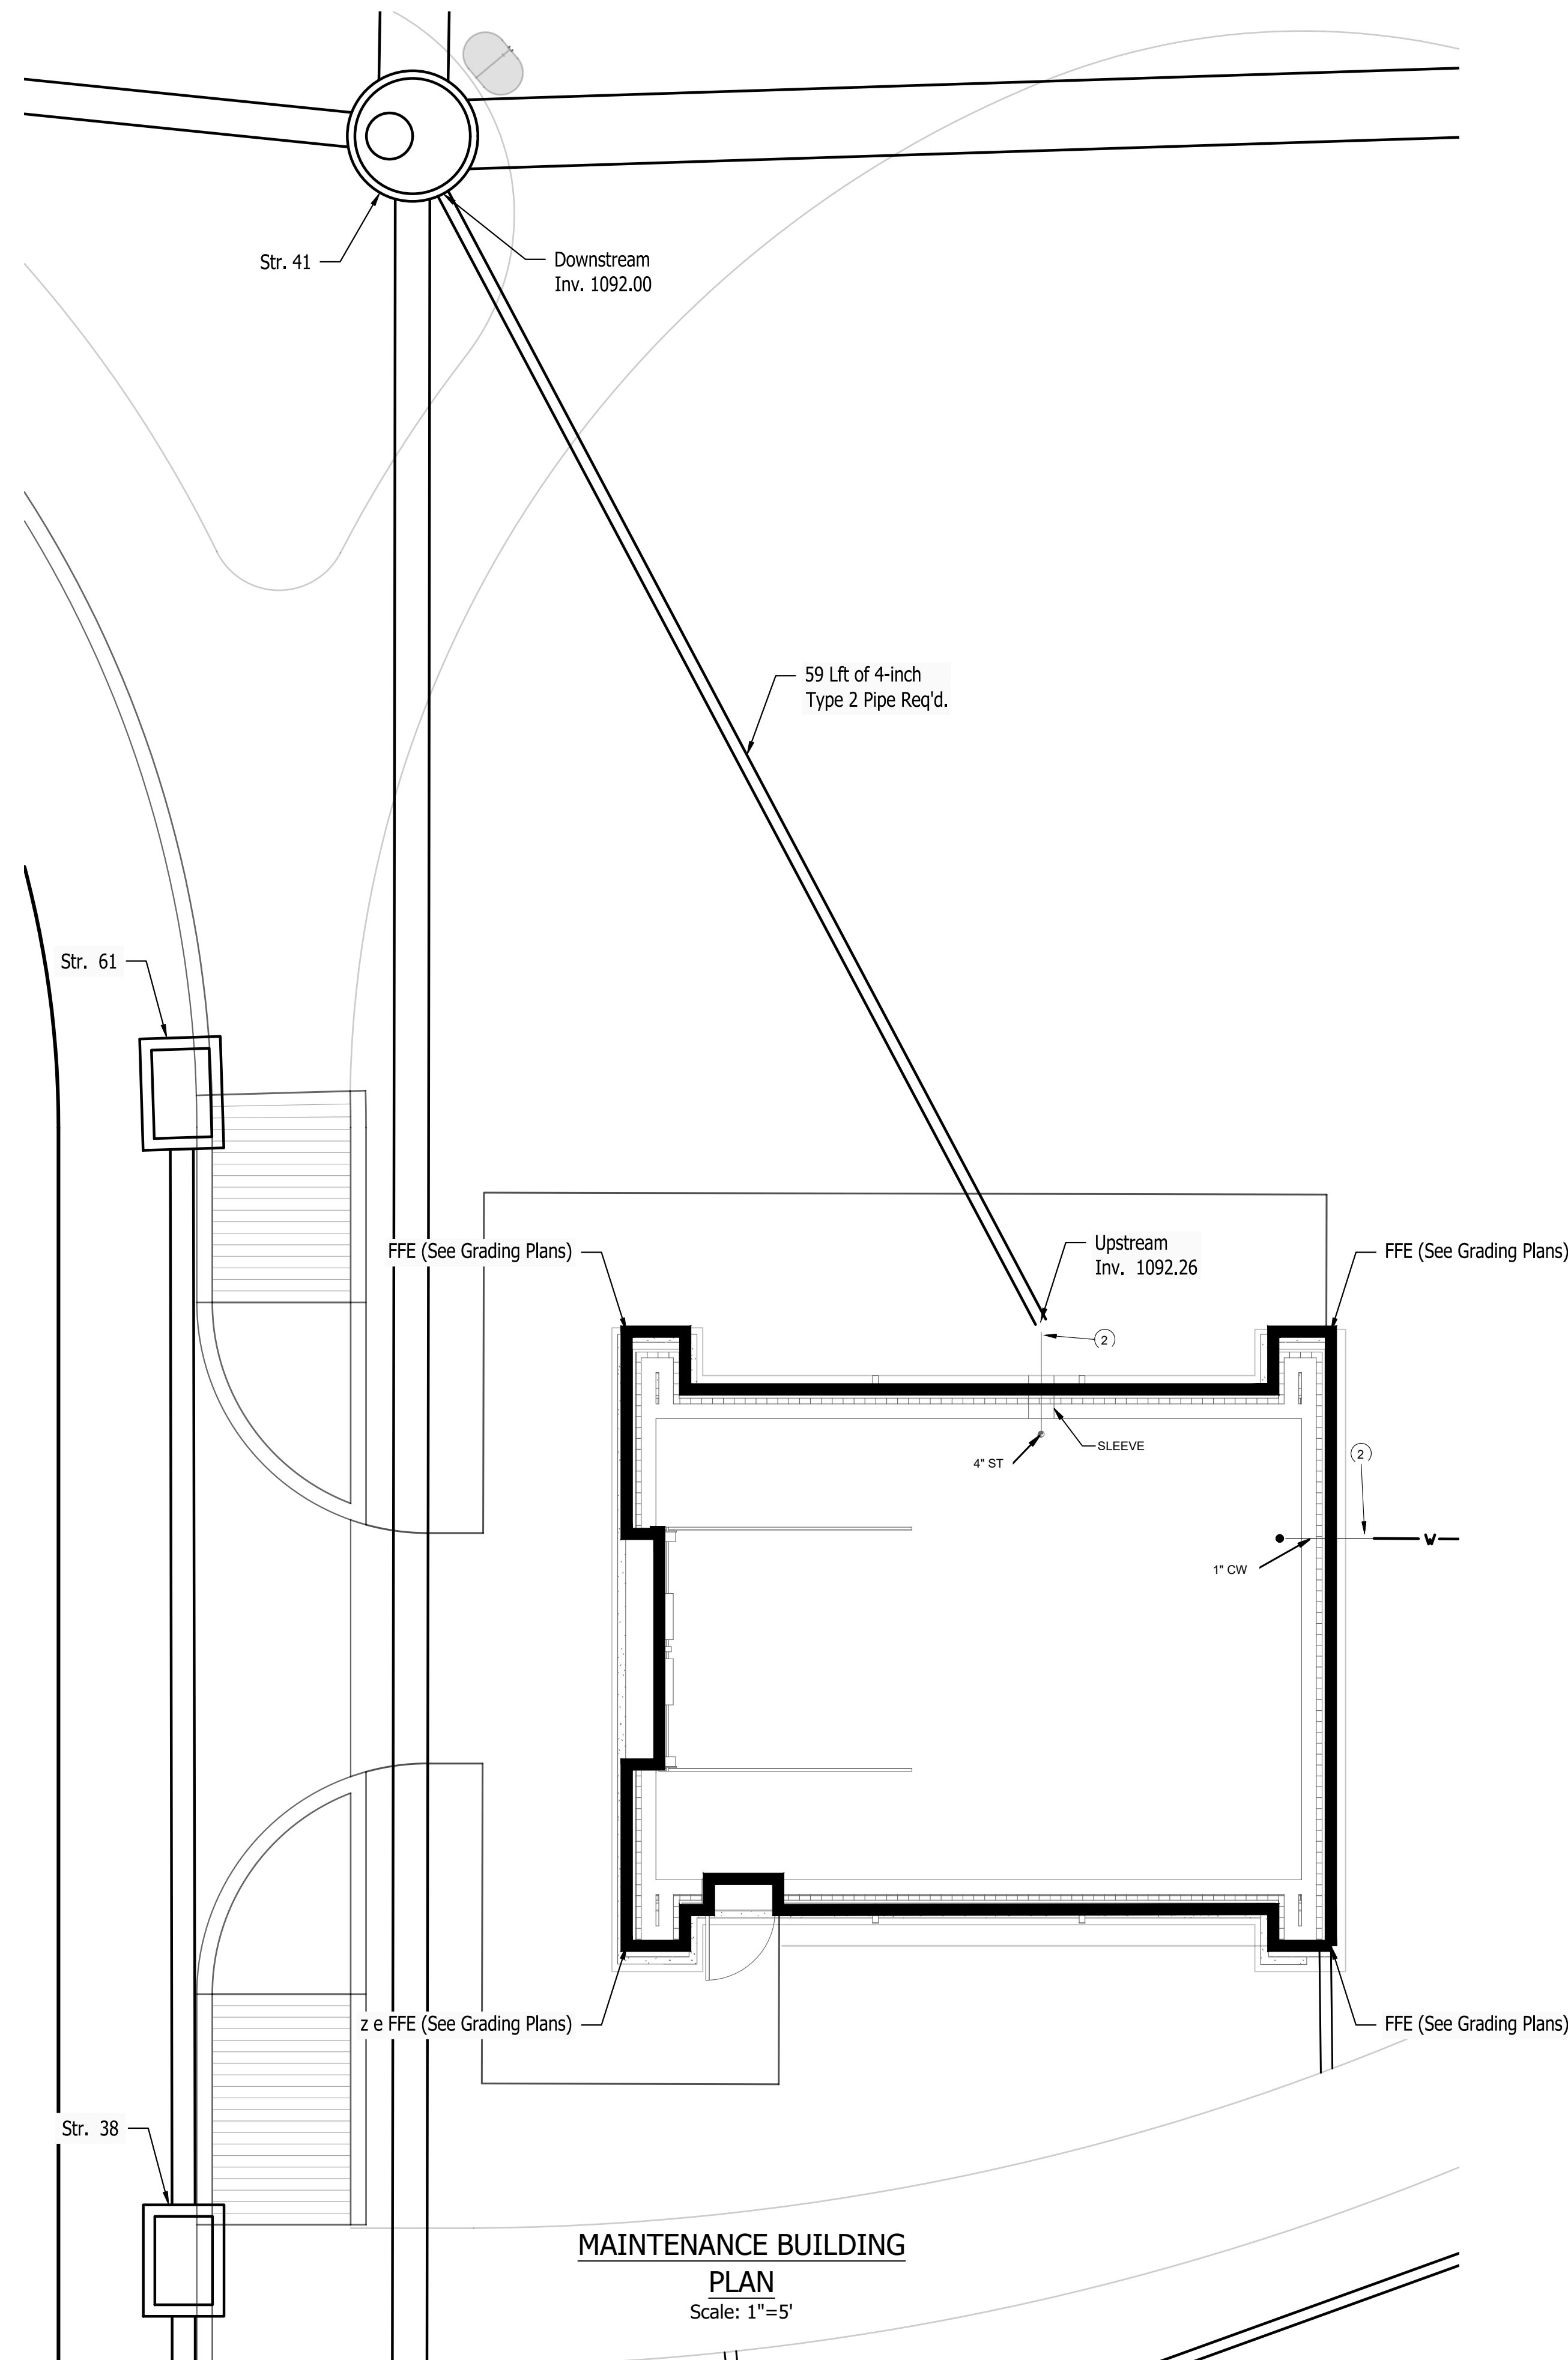 Str. 41
Downstream
Inv. 1092.00
59 Lft of 4-inch
Type 2 Pipe Req'd.
Str. 61
FFE (See Grading Plans)
Upstream
Inv. 1092.26
FFE (See Grading Plans)
2
SLEEVE
4" ST
2
W
1" CW
z e FFE (See Grading Plans)
FFE (See Grading Plans)
Str. 38
MAINTENANCE BUILDING
PLAN
Scale: 1"=5'